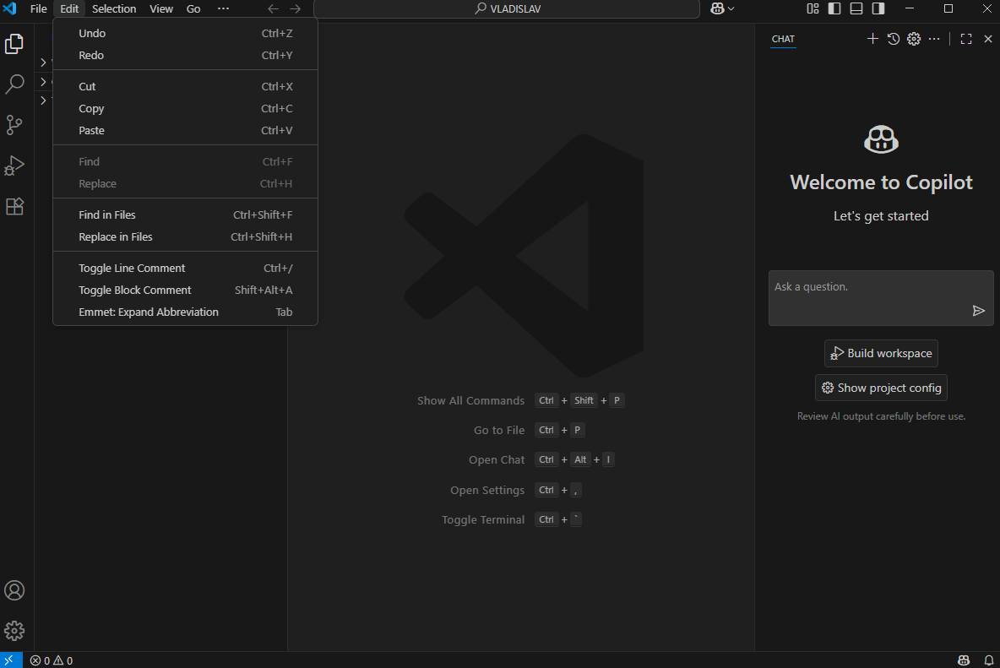 File Edit Selection View Go ··· VLADISLAV
Undo Ctrl+Z
Redo Ctrl+Y
Cut Ctrl+X
Copy Ctrl+C
Paste Ctrl+V
Find Ctrl+F
Replace Ctrl+H
Find in Files Ctrl+Shift+F
Replace in Files Ctrl+Shift+H
Toggle Line Comment Ctrl+/
Toggle Block Comment Shift+Alt+A
Emmet: Expand Abbreviation Tab
Show All Commands Ctrl + Shift + P
Go to File Ctrl + P
Open Chat Ctrl + Alt + I
Open Settings Ctrl + ,
Toggle Terminal Ctrl + `
CHAT
Welcome to Copilot
Let's get started
Ask a question.
Build workspace
Show project config
Review AI output carefully before use.
0 0